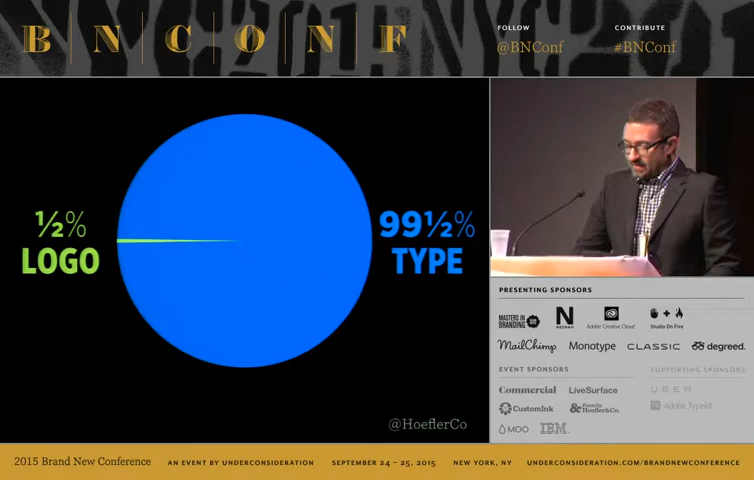 BNCONF
FOLLOW
@BNConf
CONTRIBUTE
#BNConf
½%
LOGO
99½%
TYPE
@HoeflerCo
PRESENTING SPONSORS
MASTERS IN
BRANDING
N
NEENAH
Adobe Creative Cloud
Studio On Fire
MailChimp
Monotype
CLASSIC
degreed.
EVENT SPONSORS
SUPPORTING SPONSORS
Commercial
LiveSurface
UBER
CustomInk
Fonts by
Hoefler&Co.
Adobe Typekit
MOO
IBM
2015 Brand New Conference
AN EVENT BY UNDERCONSIDERATION
SEPTEMBER 24 – 25, 2015
NEW YORK, NY
UNDERCONSIDERATION.COM/BRANDNEWCONFERENCE